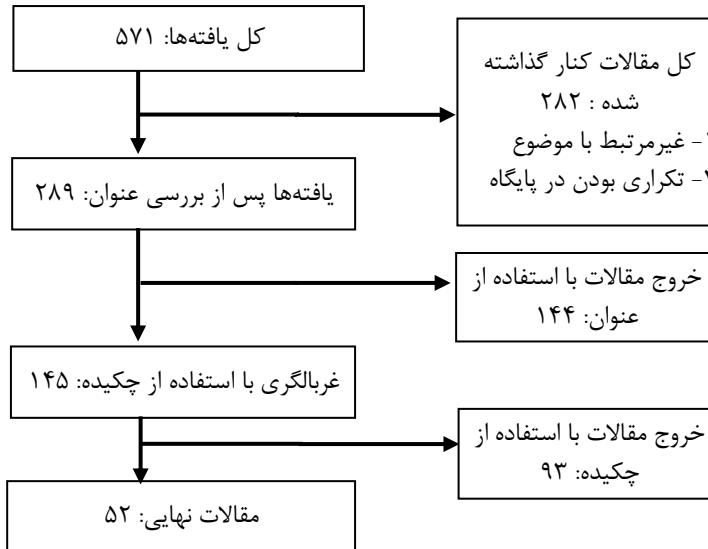 کل یافته‌ها: ۵۷۱
کل مقالات کنار گذاشته
شده : ۲۸۲
۱- غیرمرتبط با موضوع
۲- تکراری بودن در پایگاه
یافته‌ها پس از بررسی عنوان: ۲۸۹
خروج مقالات با استفاده از
عنوان: ۱۴۴
غربالگری با استفاده از چکیده: ۱۴۵
خروج مقالات با استفاده از
چکیده: ۹۳
مقالات نهایی: ۵۲